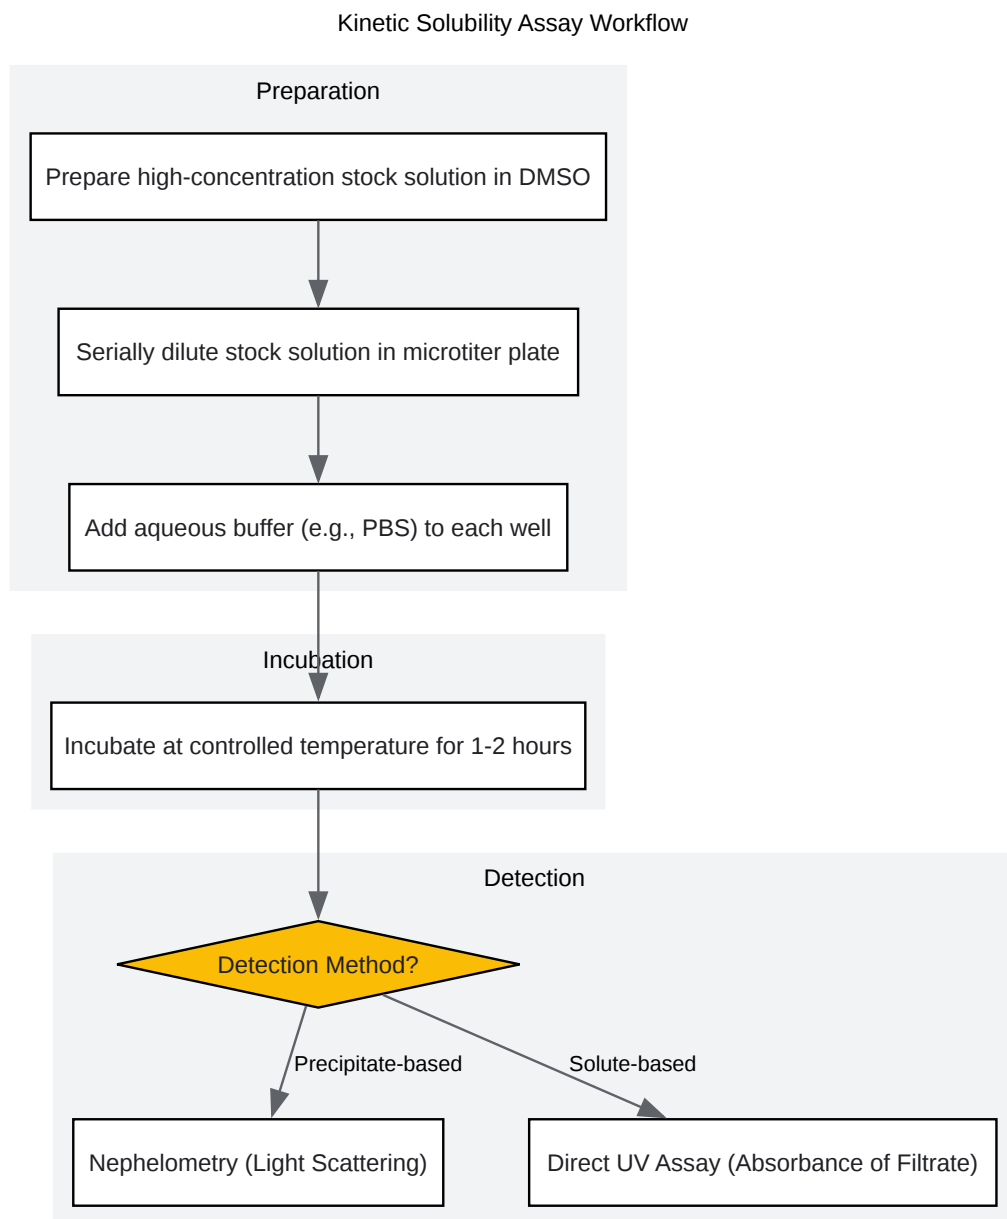 Kinetic Solubility Assay Workflow
Preparation
Prepare high-concentration stock solution in DMSO
Serially dilute stock solution in microtiter plate
Add aqueous buffer (e.g., PBS) to each well
Incubation
Incubate at controlled temperature for 1-2 hours
Detection
Detection Method?
Precipitate-based
Solute-based
Nephelometry (Light Scattering)
Direct UV Assay (Absorbance of Filtrate)